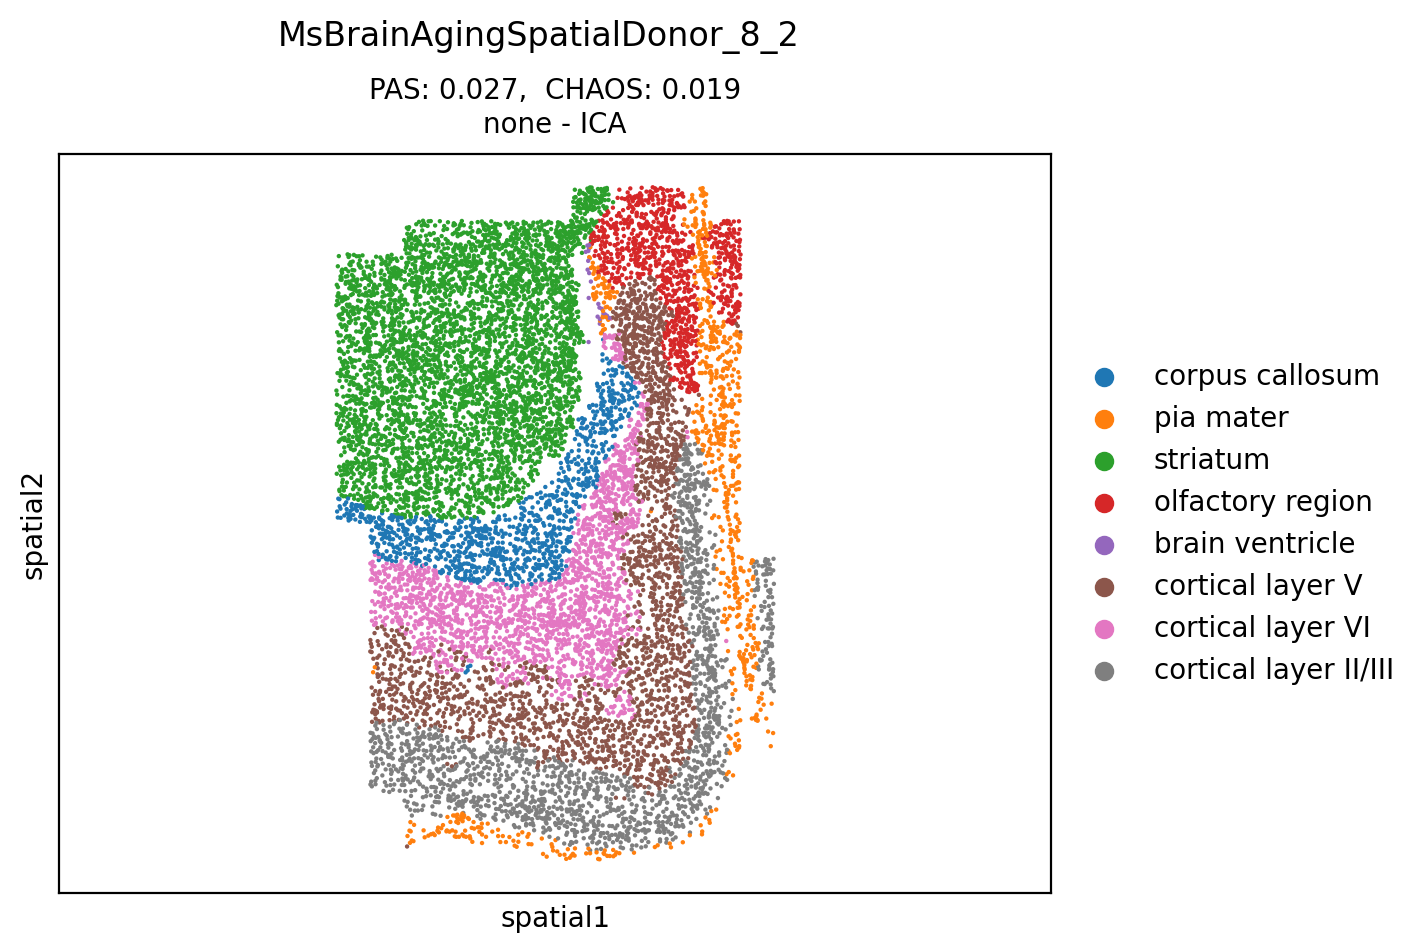 MsBrainAgingSpatialDonor_8_2
PAS: 0.027,  CHAOS: 0.019
none - ICA
spatial2
spatial1
corpus callosum
pia mater
striatum
olfactory region
brain ventricle
cortical layer V
cortical layer VI
cortical layer II/III